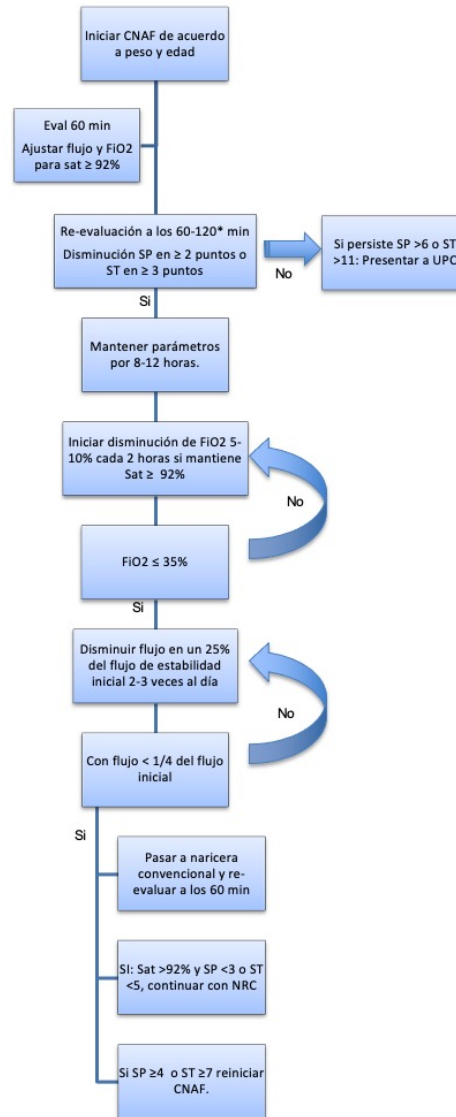 Iniciar CNAF de acuerdo
a peso y edad
Eval 60 min
Ajustar flujo y FiO2
para sat ≥ 92%
Re-evaluación a los 60-120* min
Disminución SP en ≥ 2 puntos o
ST en ≥ 3 puntos
No
Si persiste SP >6 o ST
>11: Presentar a UPC
Si
Mantener parámetros
por 8-12 horas.
Iniciar disminución de FiO2 5-
10% cada 2 horas si mantiene
Sat ≥ 92%
No
FiO2 ≤ 35%
Si
Disminuir flujo en un 25%
del flujo de estabilidad
inicial 2-3 veces al día
No
Con flujo < 1/4 del flujo
inicial
Si
Pasar a naricera
convencional y re-
evaluar a los 60 min
SI: Sat >92% y SP <3 o ST
<5, continuar con NRC
Si SP ≥4 o ST ≥7 reiniciar
CNAF.